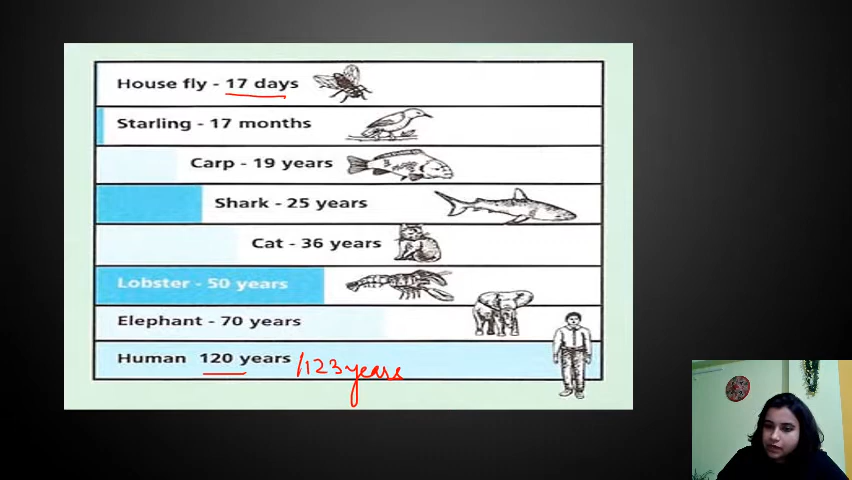 House fly - 17 days
Starling - 17 months
Carp - 19 years
Shark - 25 years
Cat - 36 years
Lobster - 50 years
Elephant - 70 years
Human 120 years /123 years